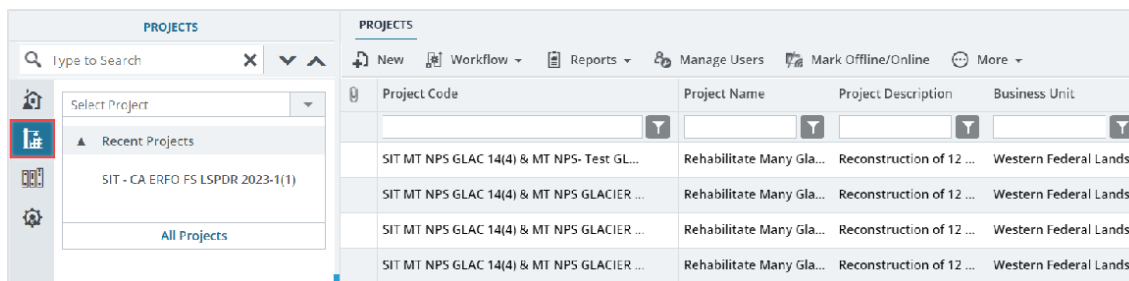 PROJECTS
Type to Search
Select Project
Recent Projects
SIT - CA ERFO FS LSPDR 2023-1(1)
All Projects
PROJECTS
New Workflow Reports Manage Users Mark Offline/Online More
Project Code Project Name Project Description Business Unit
SIT MT NPS GLAC 14(4) & MT NPS- Test GL... Rehabilitate Many Gla... Reconstruction of 12 ... Western Federal Lands
SIT MT NPS GLAC 14(4) & MT NPS GLACIER ... Rehabilitate Many Gla... Reconstruction of 12 ... Western Federal Lands
SIT MT NPS GLAC 14(4) & MT NPS GLACIER ... Rehabilitate Many Gla... Reconstruction of 12 ... Western Federal Lands
SIT MT NPS GLAC 14(4) & MT NPS GLACIER ... Rehabilitate Many Gla... Reconstruction of 12 ... Western Federal Lands